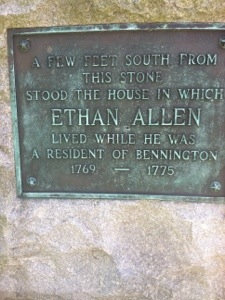 A FEW FEET SOUTH FROM
THIS STONE
STOOD THE HOUSE IN WHICH
ETHAN ALLEN
LIVED WHILE HE WAS
A RESIDENT OF BENNINGTON
1769 — 1775